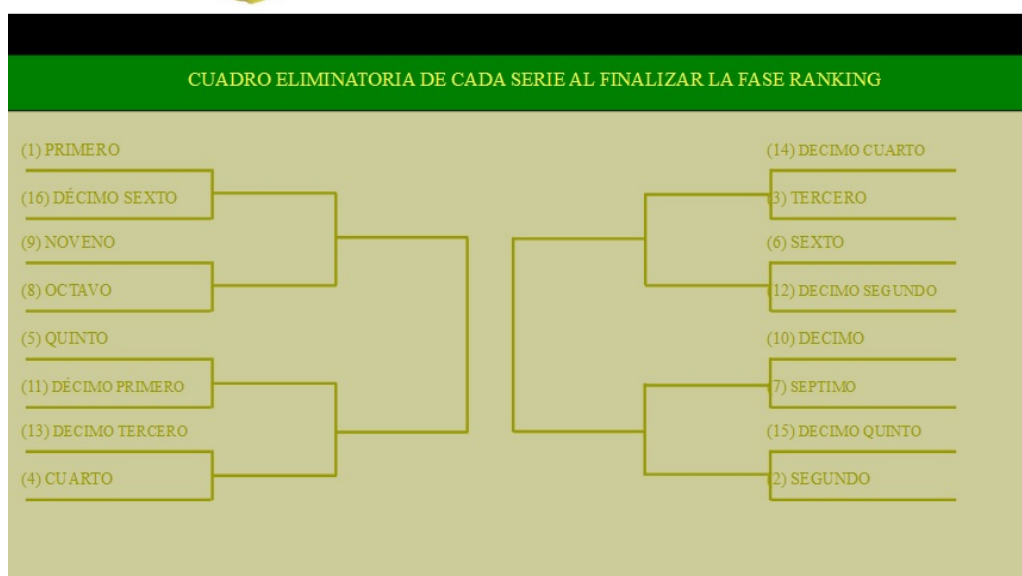 CUADRO ELIMINATORIA DE CADA SERIE AL FINALIZAR LA FASE RANKING
(1) PRIMERO
(16) DÉCIMO SEXTO
(9) NOVENO
(8) OCTAVO
(5) QUINTO
(11) DÉCIMO PRIMERO
(13) DECIMO TERCERO
(4) CUARTO
(14) DECIMO CUARTO
(3) TERCERO
(6) SEXTO
(12) DECIMO SEGUNDO
(10) DECIMO
(7) SEPTIMO
(15) DECIMO QUINTO
(2) SEGUNDO